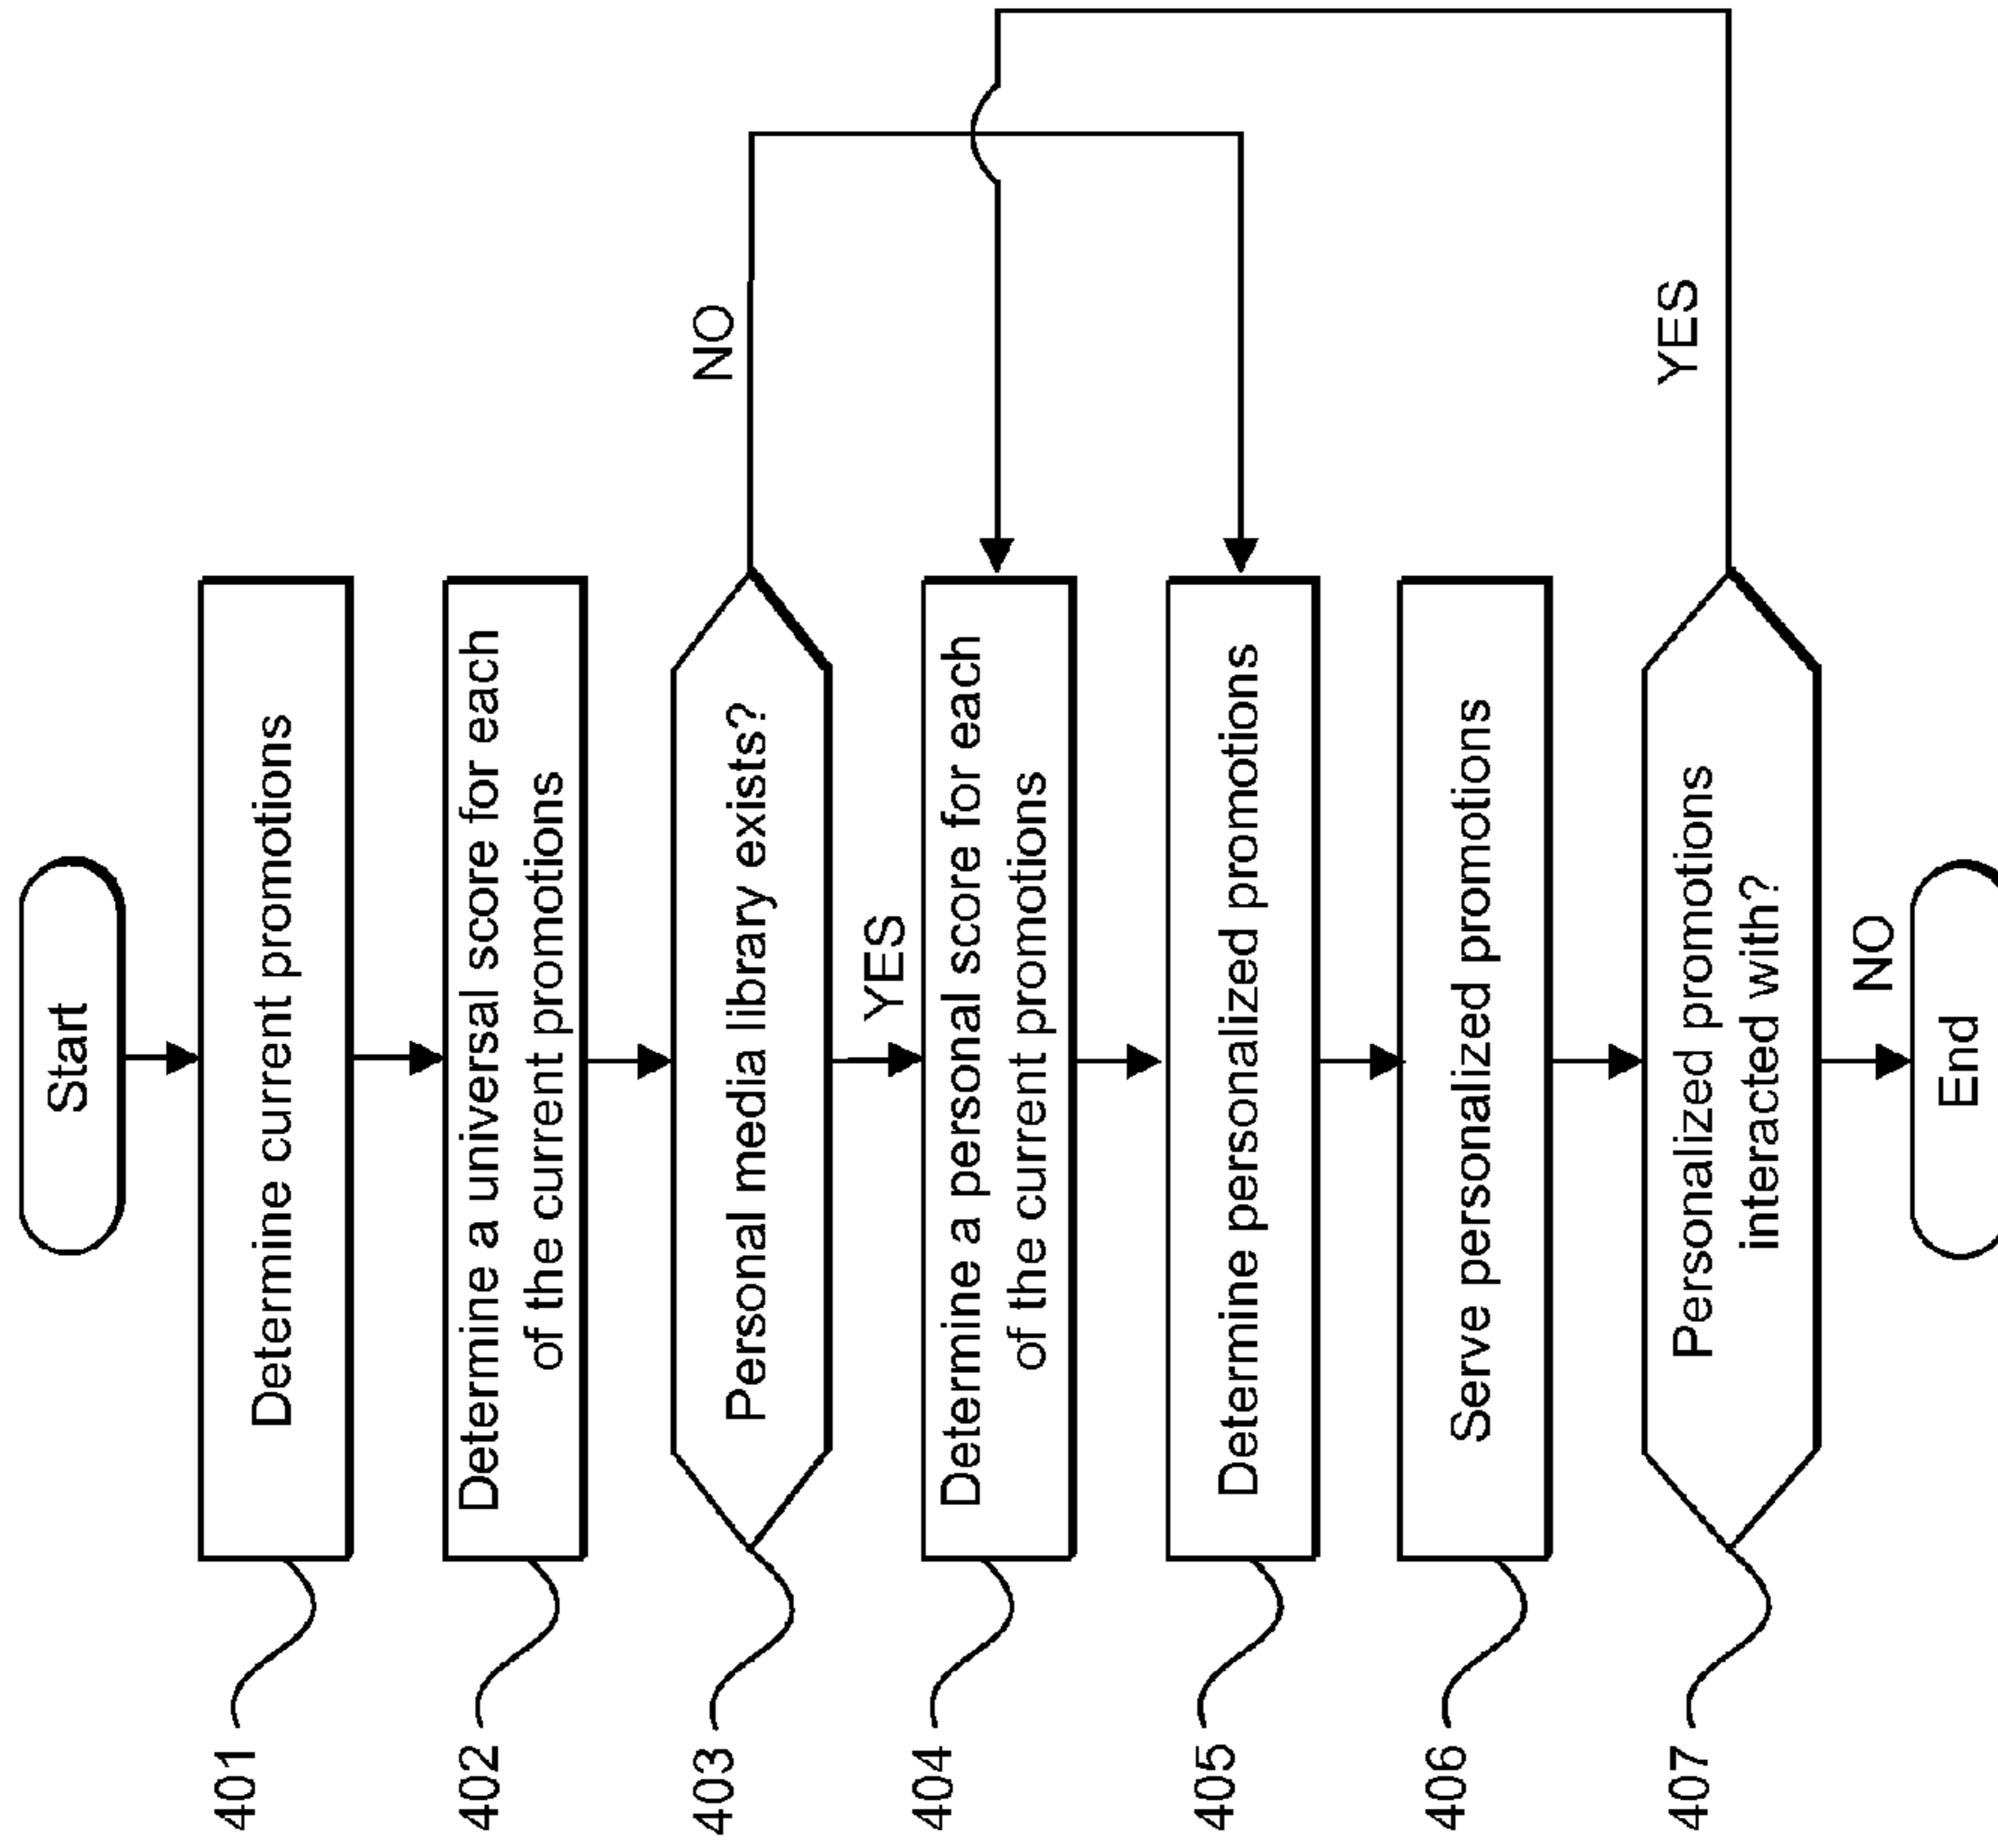 Start
401
Determine current promotions
402
Determine a universal score for each
of the current promotions
403
Personal media library exists?
NO
YES
404
Determine a personal score for each
of the current promotions
405
Determine personalized promotions
406
Serve personalized promotions
407
Personalized promotions
interacted with?
YES
NO
End